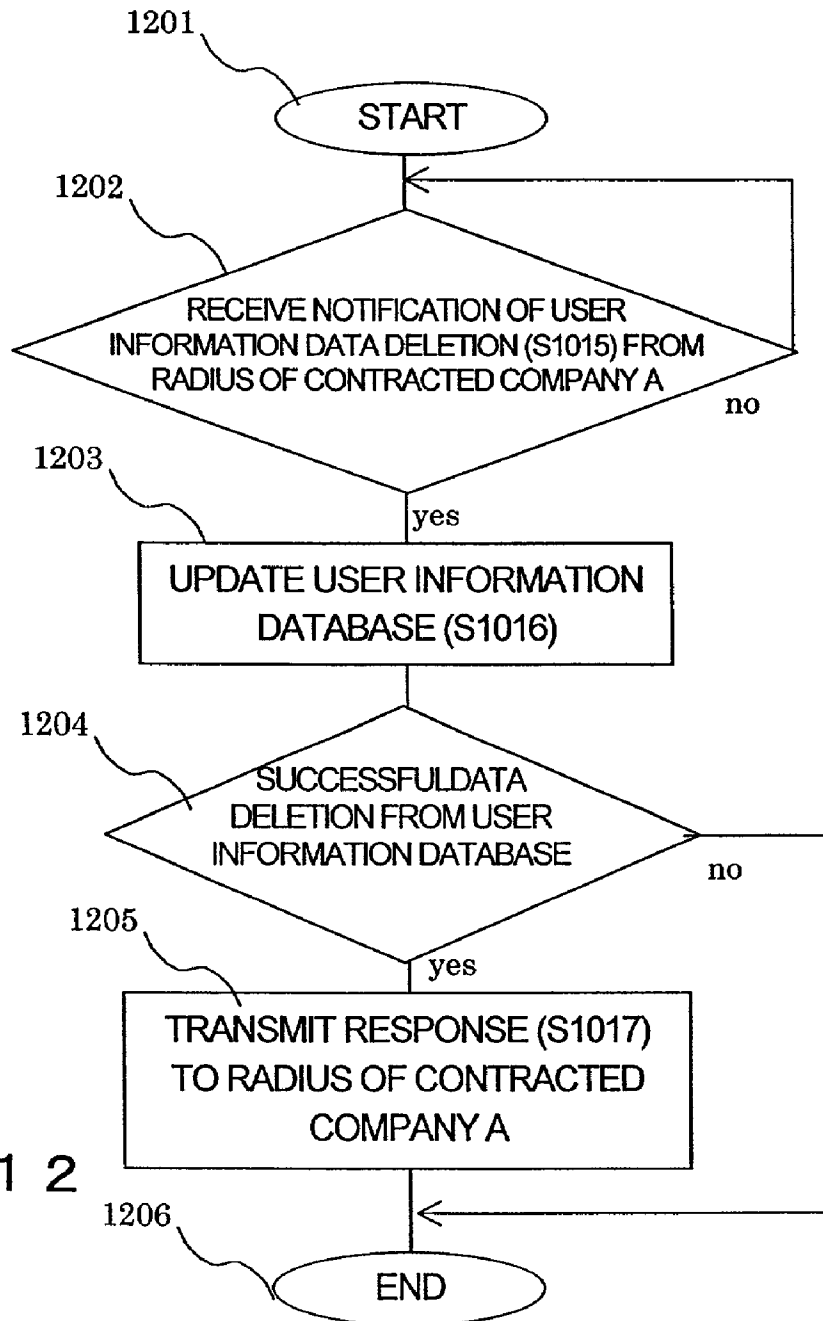 1201
START
1202
RECEIVE NOTIFICATION OF USER
INFORMATION DATA DELETION (S1015) FROM
RADIUS OF CONTRACTED COMPANY A
no
1203
yes
UPDATE USER INFORMATION
DATABASE (S1016)
1204
SUCCESSFULDATA
DELETION FROM USER
INFORMATION DATABASE
no
1205
yes
TRANSMIT RESPONSE (S1017)
TO RADIUS OF CONTRACTED
COMPANY A
1 2
1206
END